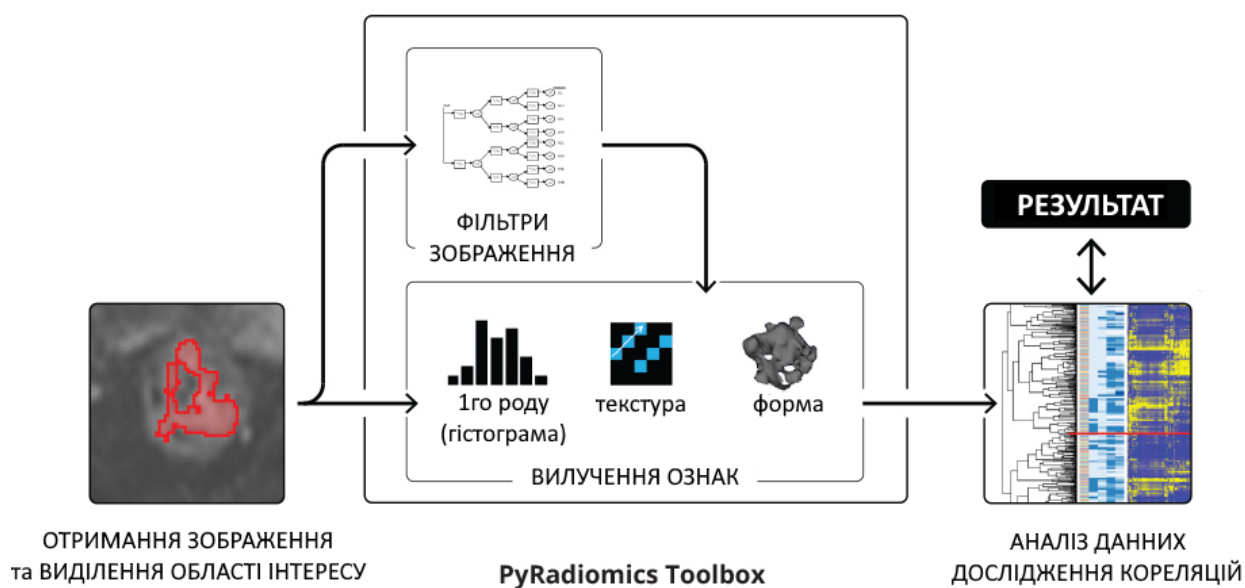 ФІЛЬТРИ
ЗОБРАЖЕННЯ
РЕЗУЛЬТАТ
1го роду
(гістограма)
текстура
форма
ВИЛУЧЕННЯ ОЗНАК
ОТРИМАННЯ ЗОБРАЖЕННЯ
та ВИДІЛЕННЯ ОБЛАСТІ ІНТЕРЕСУ
PyRadiomics Toolbox
АНАЛІЗ ДАННИХ
ДОСЛІДЖЕННЯ КОРЕЛЯЦІЙ